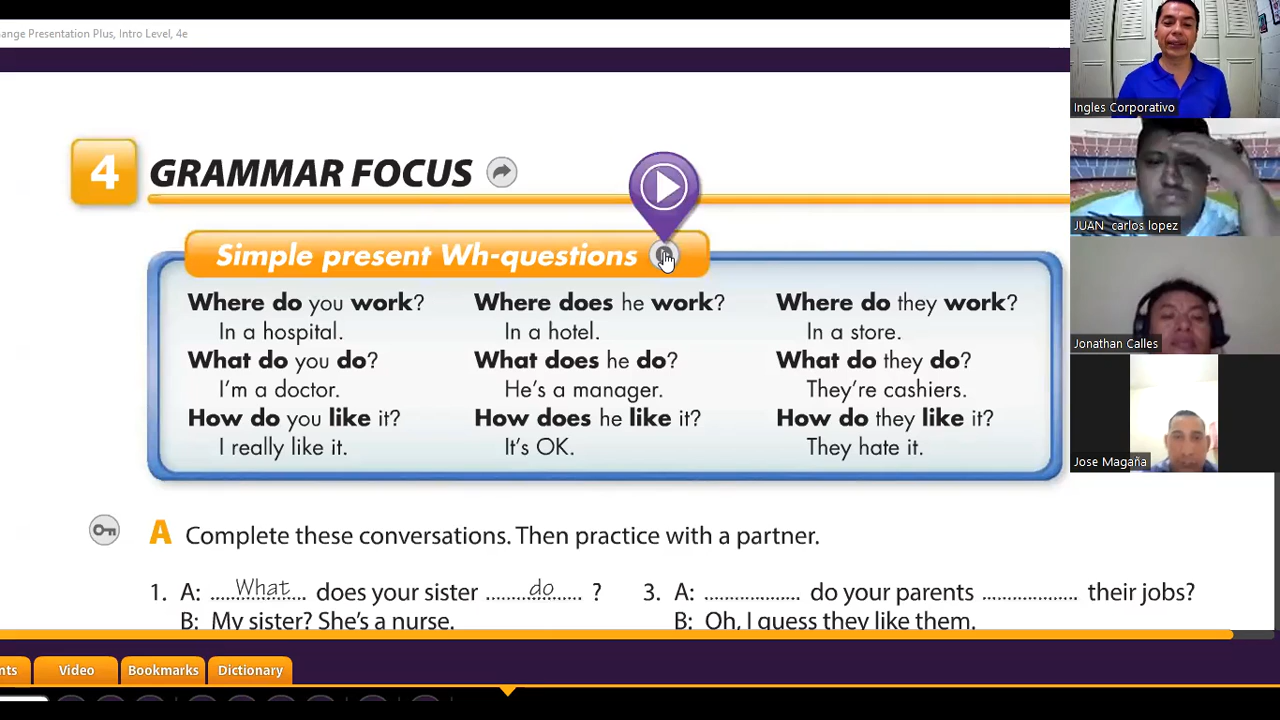 ange Presentation Plus, Intro Level, 4e
Ingles Corporativo
4 GRAMMAR FOCUS
JUAN carlos lopez
Simple present Wh-questions
Where do you work? Where does he work? Where do they work?
In a hospital. In a hotel. In a store.
Jonathan Calles
What do you do? What does he do? What do they do?
I'm a doctor. He's a manager. They're cashiers.
How do you like it? How does he like it? How do they like it?
I really like it. It's OK. They hate it.
Jose Magaña
A Complete these conversations. Then practice with a partner.
1. A: ...What... does your sister ...do... ? 3. A: .................. do your parents .................. their jobs?
B: My sister? She's a nurse. B: Oh, I guess they like them.
nts Video Bookmarks Dictionary